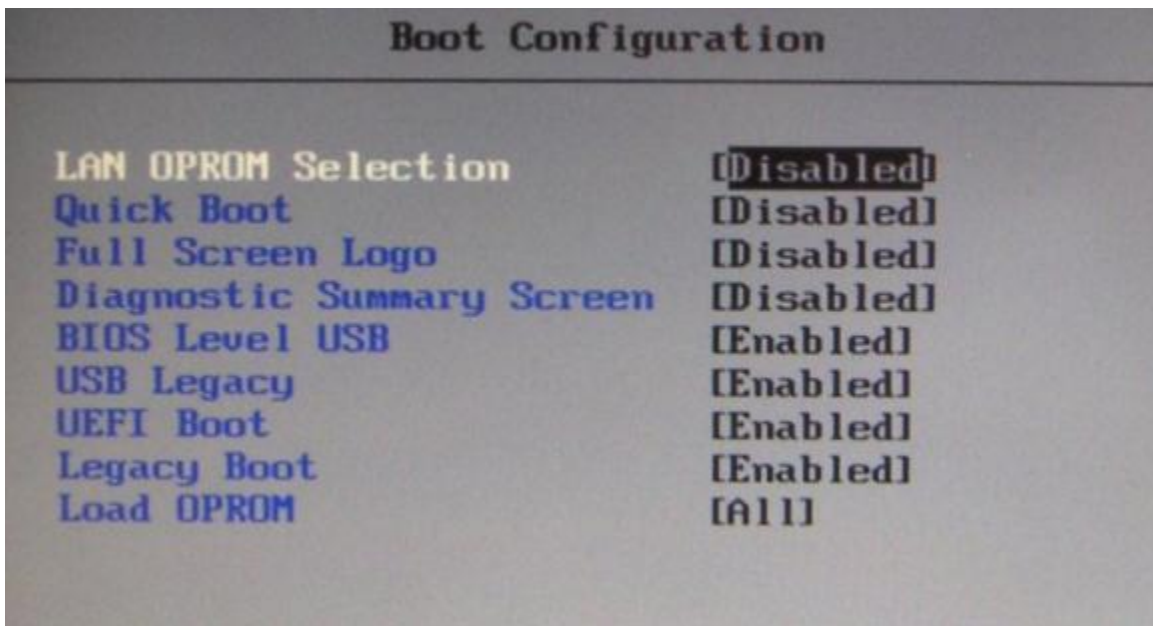 Boot Configuration
LAN OPROM Selection [Disabled]
Quick Boot [Disabled]
Full Screen Logo [Disabled]
Diagnostic Summary Screen [Disabled]
BIOS Level USB [Enabled]
USB Legacy [Enabled]
UEFI Boot [Enabled]
Legacy Boot [Enabled]
Load OPROM [All]